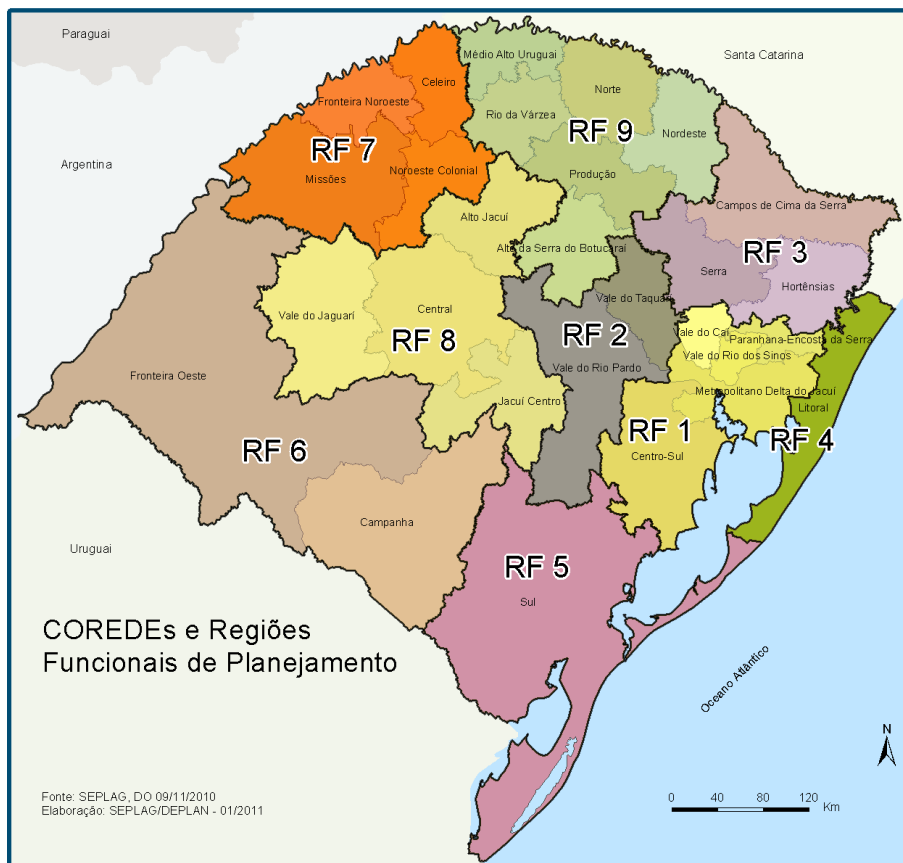 Paraguai
Santa Catarina
Argentina
Uruguai
Médio Alto Uruguai
Celeiro
Norte
Fronteira Noroeste
Rio da Várzea
RF 9
Nordeste
RF 7
Missões
Noroeste Colonial
Produção
Campos de Cima da Serra
Alto Jacuí
Alto da Serra do Botucaraí
RF 3
Serra
Hortênsias
Vale do Taquari
Vale do Jaguarí
Central
RF 8
RF 2
Vale do Caí
Paranhana-Encosta da Serra
Vale do Rio dos Sinos
Vale do Rio Pardo
Fronteira Oeste
Metropolitano Delta do Jacuí
Jacuí Centro
Litoral
RF 4
RF 1
Centro-Sul
RF 6
Campanha
RF 5
Sul
COREDEs e Regiões
Funcionais de Planejamento
Oceano Atlântico
N
Fonte: SEPLAG, DO 09/11/2010
Elaboração: SEPLAG/DEPLAN - 01/2011
0 40 80 120
Km